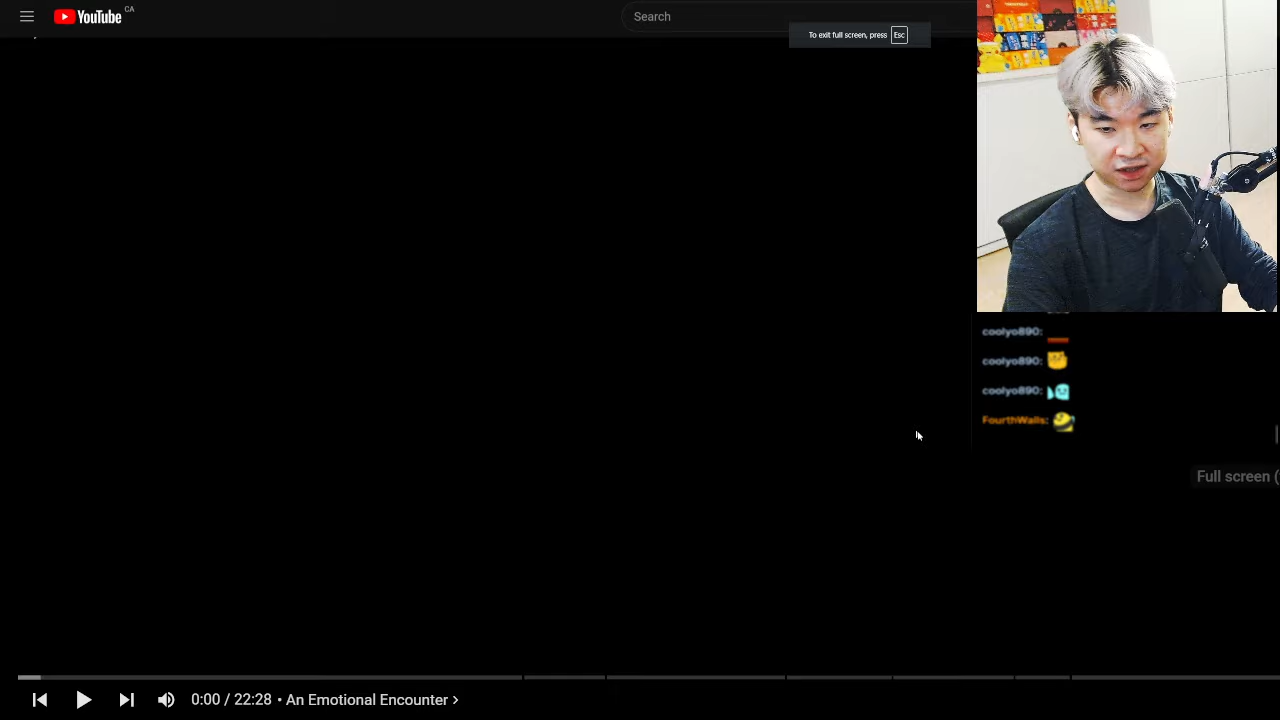 YouTube CA
Search
To exit full screen, press Esc
coolyo890:
coolyo890:
coolyo890:
FourthWalls:
Full screen (
0:00 / 22:28 • An Emotional Encounter >